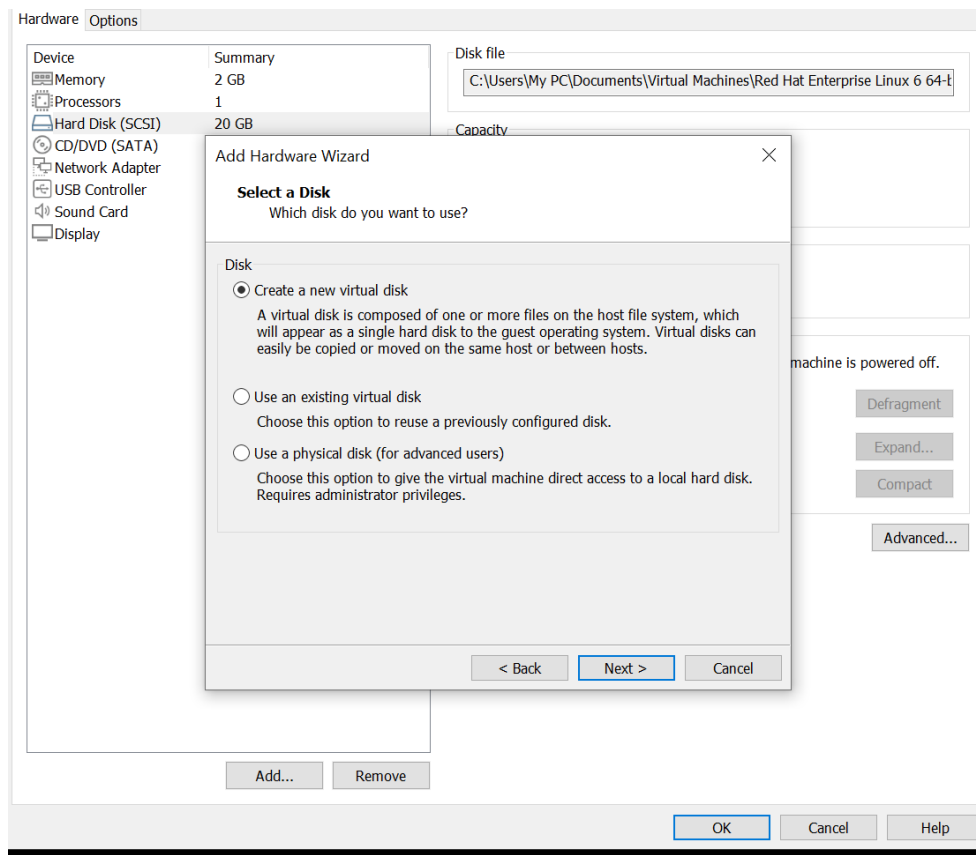 Hardware Options
Device Summary
Memory 2 GB
Processors 1
Hard Disk (SCSI) 20 GB
CD/DVD (SATA)
Network Adapter
USB Controller
Sound Card
Display
Add... Remove
Disk file
C:\Users\My PC\Documents\Virtual Machines\Red Hat Enterprise Linux 6 64-b
Capacity
machine is powered off.
Defragment
Expand...
Compact
Advanced...
Add Hardware Wizard
Select a Disk
Which disk do you want to use?
Disk
Create a new virtual disk
A virtual disk is composed of one or more files on the host file system, which
will appear as a single hard disk to the guest operating system. Virtual disks can
easily be copied or moved on the same host or between hosts.
Use an existing virtual disk
Choose this option to reuse a previously configured disk.
Use a physical disk (for advanced users)
Choose this option to give the virtual machine direct access to a local hard disk.
Requires administrator privileges.
< Back Next > Cancel
OK Cancel Help